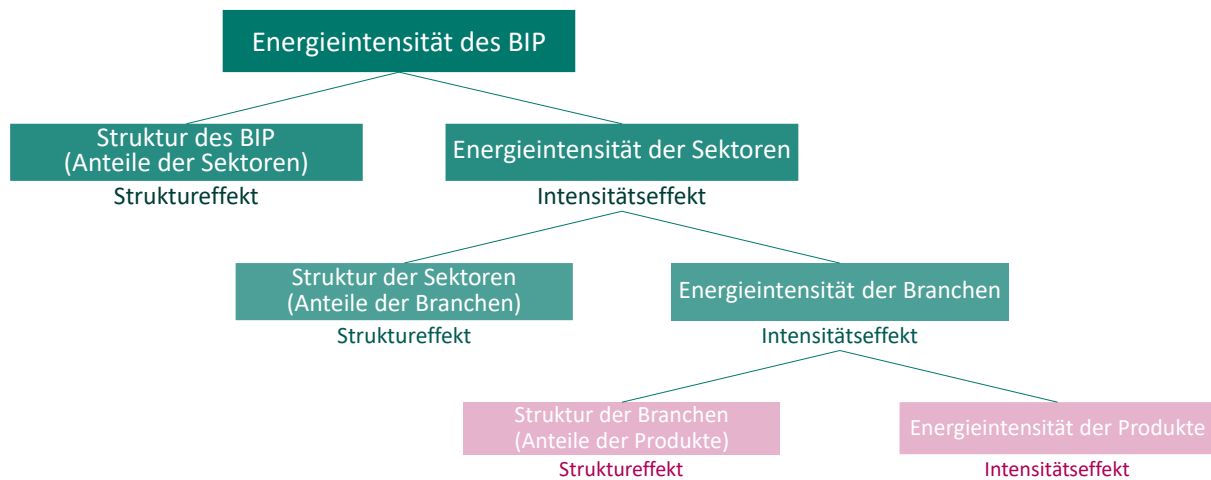 Energieintensität des BIP
Struktur des BIP
(Anteile der Sektoren)
Energieintensität der Sektoren
Struktureffekt
Intensitätseffekt
Struktur der Sektoren
(Anteile der Branchen)
Energieintensität der Branchen
Struktureffekt
Intensitätseffekt
Struktur der Branchen
(Anteile der Produkte)
Energieintensität der Produkte
Struktureffekt
Intensitätseffekt